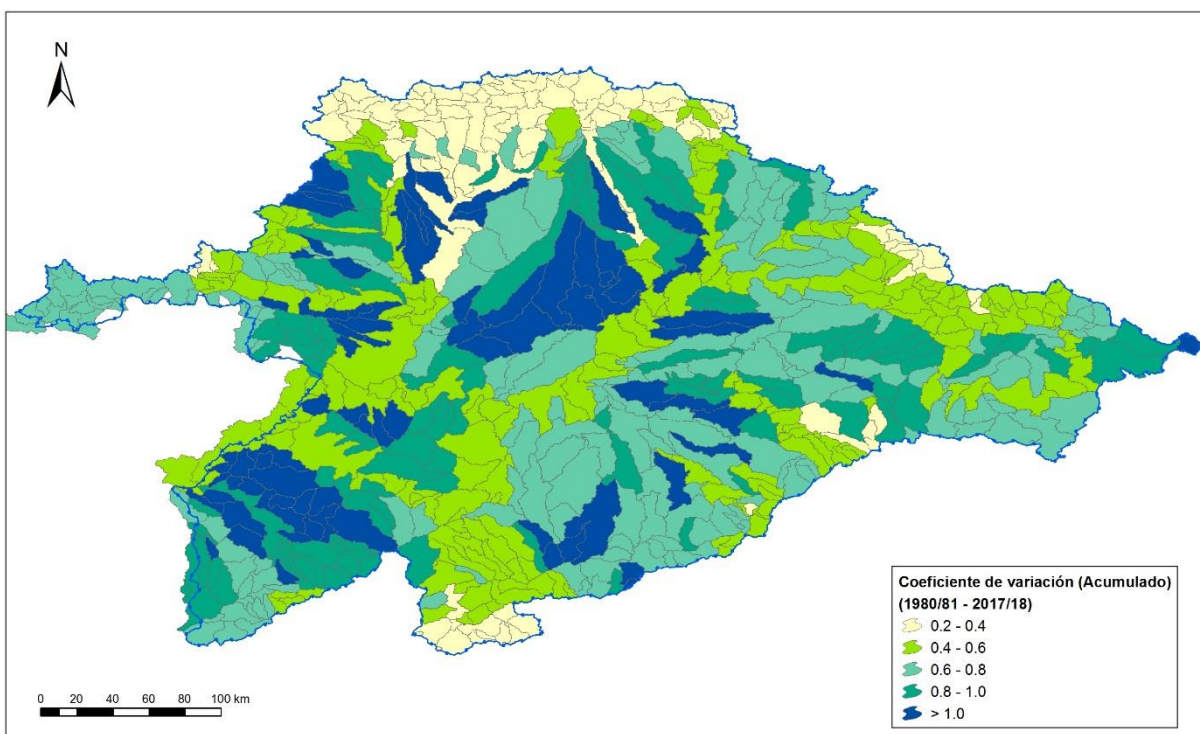 N
Coeficiente de variación (Acumulado)
(1980/81 - 2017/18)
0.2 - 0.4
0.4 - 0.6
0.6 - 0.8
0.8 - 1.0
> 1.0
0 20 40 60 80 100 km